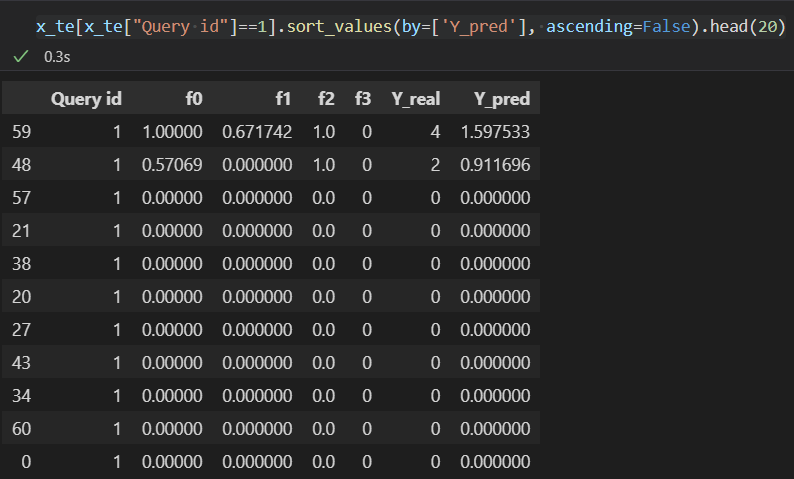 x_te[x_te["Query id"]==1].sort_values(by=['Y_pred'], ascending=False).head(20)
0.3s
Query id f0 f1 f2 f3 Y_real Y_pred
59 1 1.00000 0.671742 1.0 0 4 1.597533
48 1 0.57069 0.000000 1.0 0 2 0.911696
57 1 0.00000 0.000000 0.0 0 0 0.000000
21 1 0.00000 0.000000 0.0 0 0 0.000000
38 1 0.00000 0.000000 0.0 0 0 0.000000
20 1 0.00000 0.000000 0.0 0 0 0.000000
27 1 0.00000 0.000000 0.0 0 0 0.000000
43 1 0.00000 0.000000 0.0 0 0 0.000000
34 1 0.00000 0.000000 0.0 0 0 0.000000
60 1 0.00000 0.000000 0.0 0 0 0.000000
0 1 0.00000 0.000000 0.0 0 0 0.000000